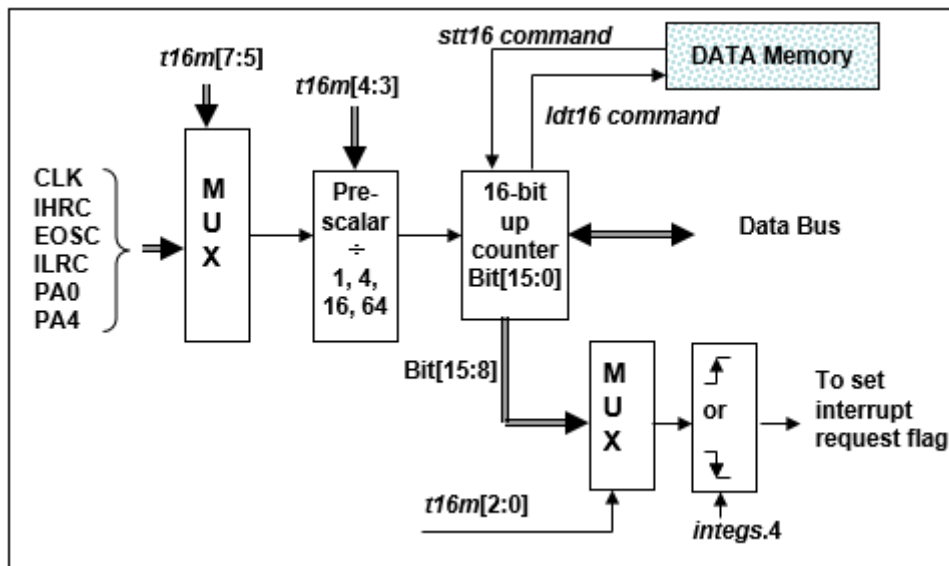 stt16 command
DATA Memory
t16m[7:5]
t16m[4:3]
ldt16 command
CLK
IHRC
EOSC
ILRC
PA0
PA4
M
U
X
Pre-
scalar
÷
1, 4,
16, 64
16-bit
up
counter
Bit[15:0]
Data Bus
Bit[15:8]
M
U
X
or
To set
interrupt
request flag
t16m[2:0]
integs.4